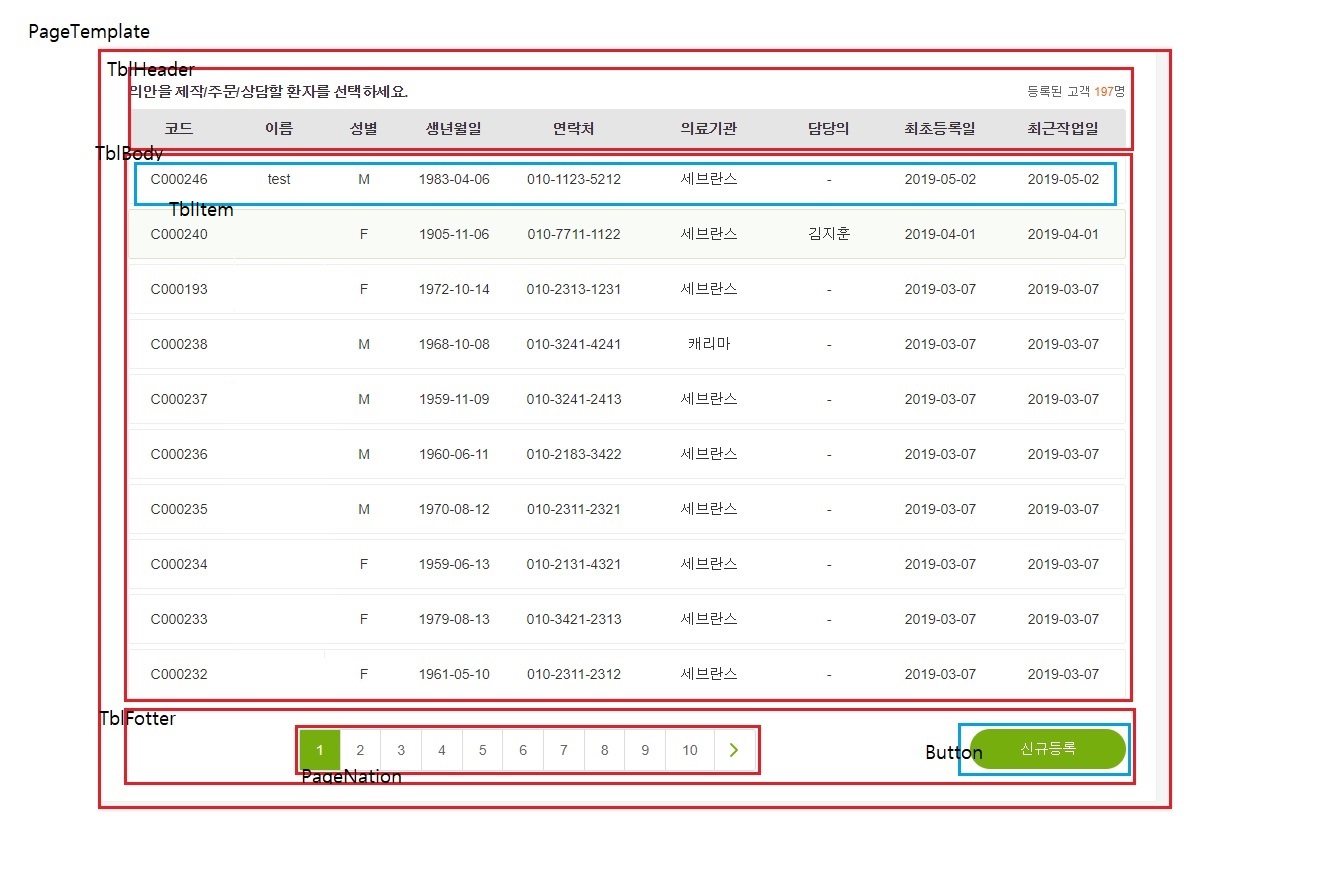 PageTemplate
TblHeader
의안을 제작/주문/상담할 환자를 선택하세요. 등록된 고객 197명
코드 이름 성별 생년월일 연락처 의료기관 담당의 최초등록일 최근작업일
TblBody
C000246 test M 1983-04-06 010-1123-5212 세브란스 - 2019-05-02 2019-05-02
TblItem
C000240 F 1905-11-06 010-7711-1122 세브란스 김지훈 2019-04-01 2019-04-01
C000193 F 1972-10-14 010-2313-1231 세브란스 - 2019-03-07 2019-03-07
C000238 M 1968-10-08 010-3241-4241 캐리마 - 2019-03-07 2019-03-07
C000237 M 1959-11-09 010-3241-2413 세브란스 - 2019-03-07 2019-03-07
C000236 M 1960-06-11 010-2183-3422 세브란스 - 2019-03-07 2019-03-07
C000235 M 1970-08-12 010-2311-2321 세브란스 - 2019-03-07 2019-03-07
C000234 F 1959-06-13 010-2131-4321 세브란스 - 2019-03-07 2019-03-07
C000233 F 1979-08-13 010-3421-2313 세브란스 - 2019-03-07 2019-03-07
C000232 F 1961-05-10 010-2311-2312 세브란스 - 2019-03-07 2019-03-07
TblFotter
1 2 3 4 5 6 7 8 9 10 > Button 신규등록
PageNation